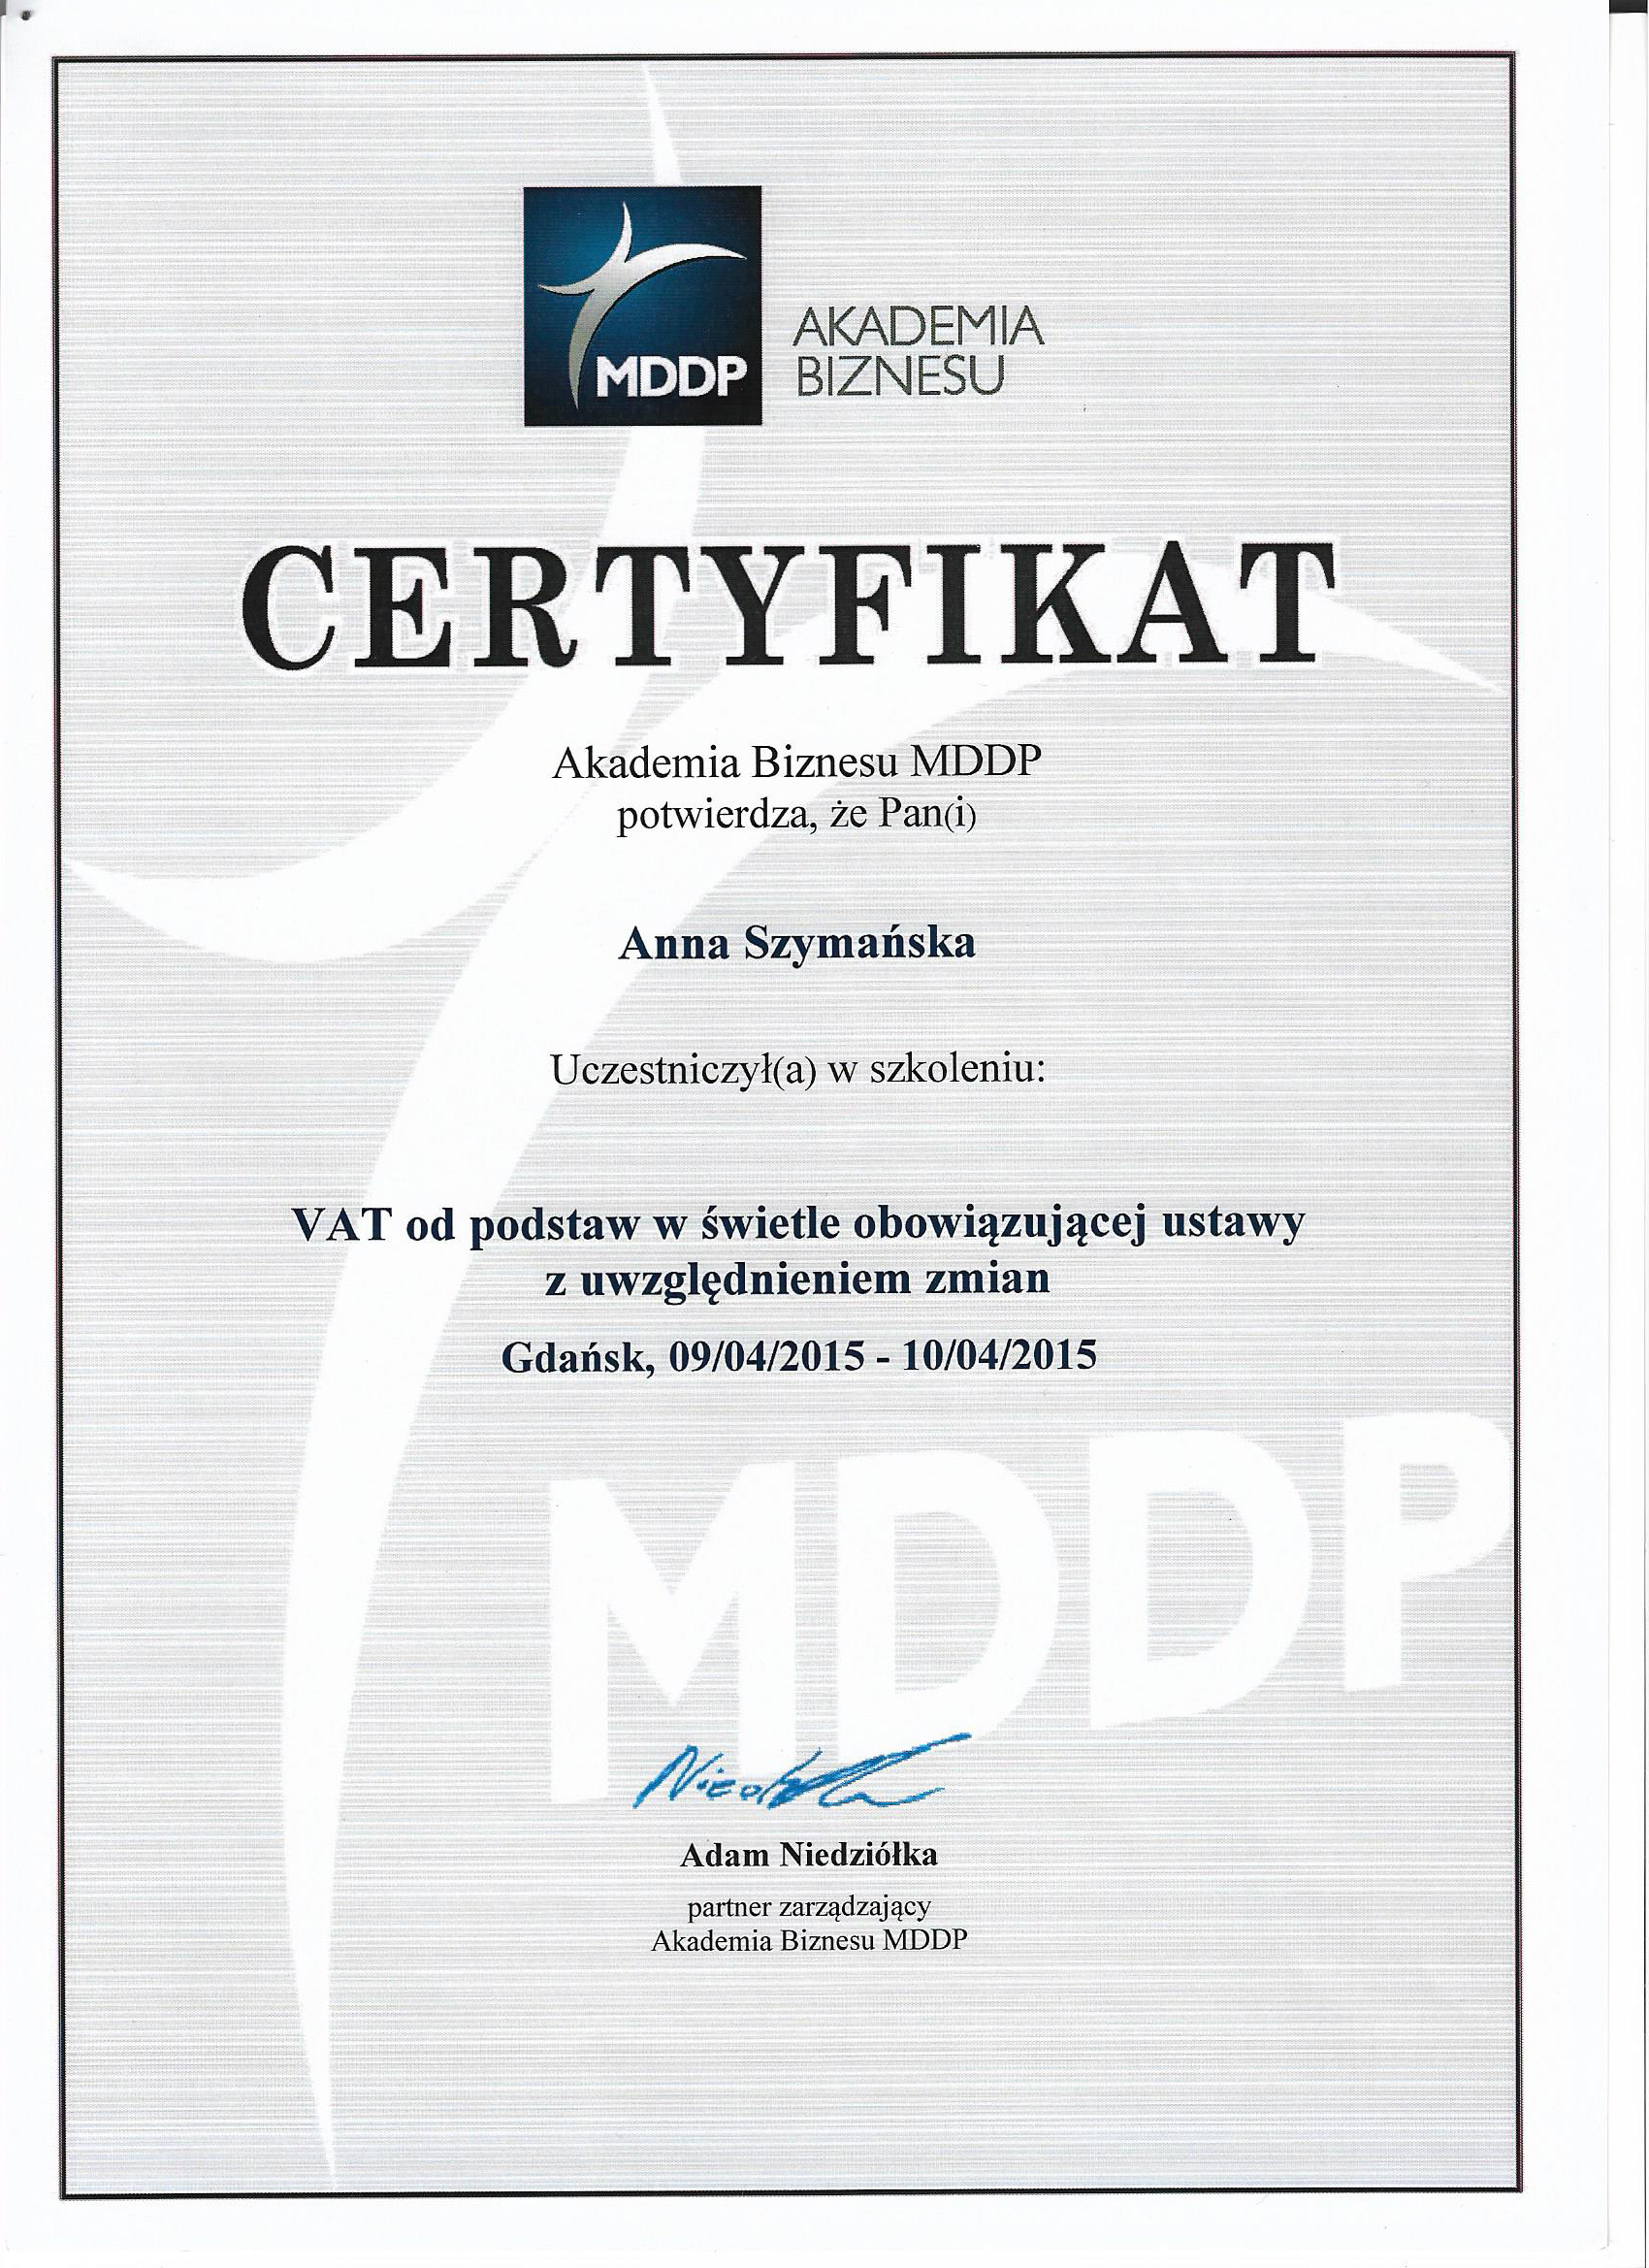 MDDP
AKADEMIA
BIZNESU
CERTYFIKAT
Akademia Biznesu MDDP
potwierdza, że Pan(i)
Anna Szymańska
Uczestniczył(a) w szkoleniu:
VAT od podstaw w świetle obowiązującej ustawy
z uwzględnieniem zmian
Gdańsk, 09/04/2015 - 10/04/2015
MDDP
Adam Niedziółka
partner zarządzający
Akademia Biznesu MDDP